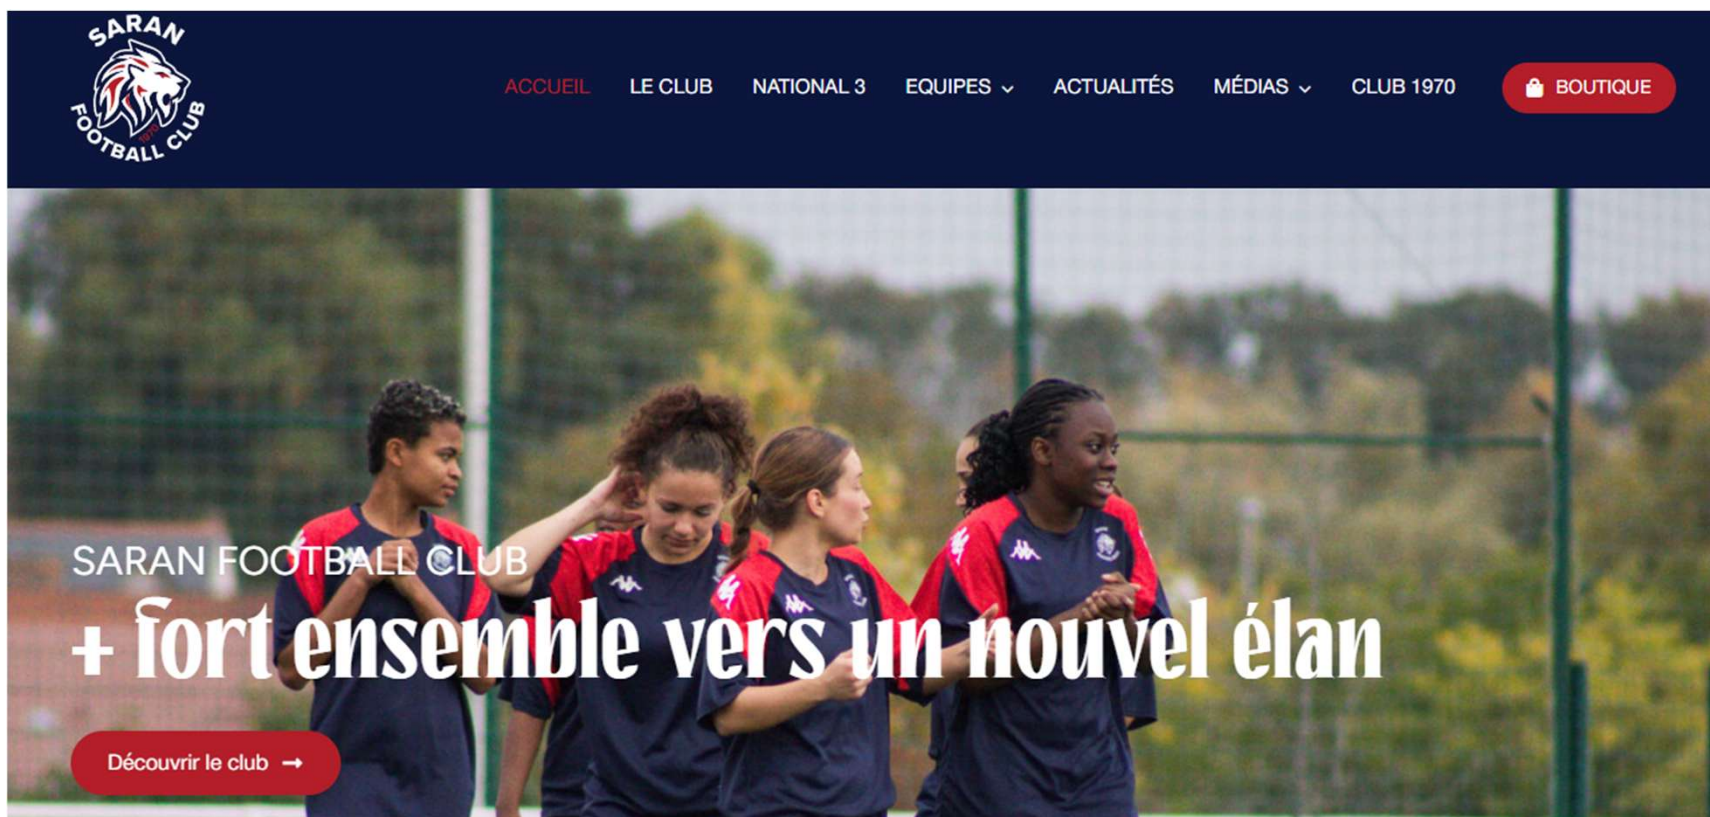 SARAN
FOOTBALL CLUB
1970
ACCUEIL
LE CLUB
NATIONAL 3
EQUIPES
ACTUALITÉS
MÉDIAS
CLUB 1970
BOUTIQUE
SARAN FOOTBALL CLUB
+ fort ensemble vers un nouvel élan
Découvrir le club →